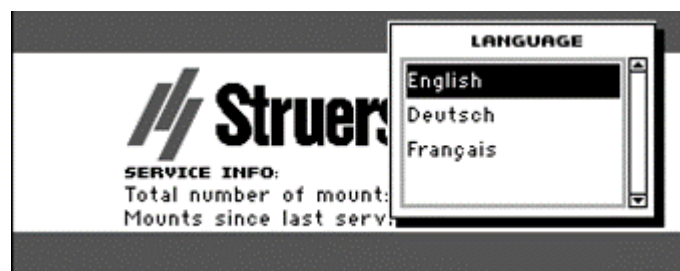 LANGUAGE
English
Deutsch
Français
Struers
SERVICE INFO:
Total number of mount
Mounts since last serv.